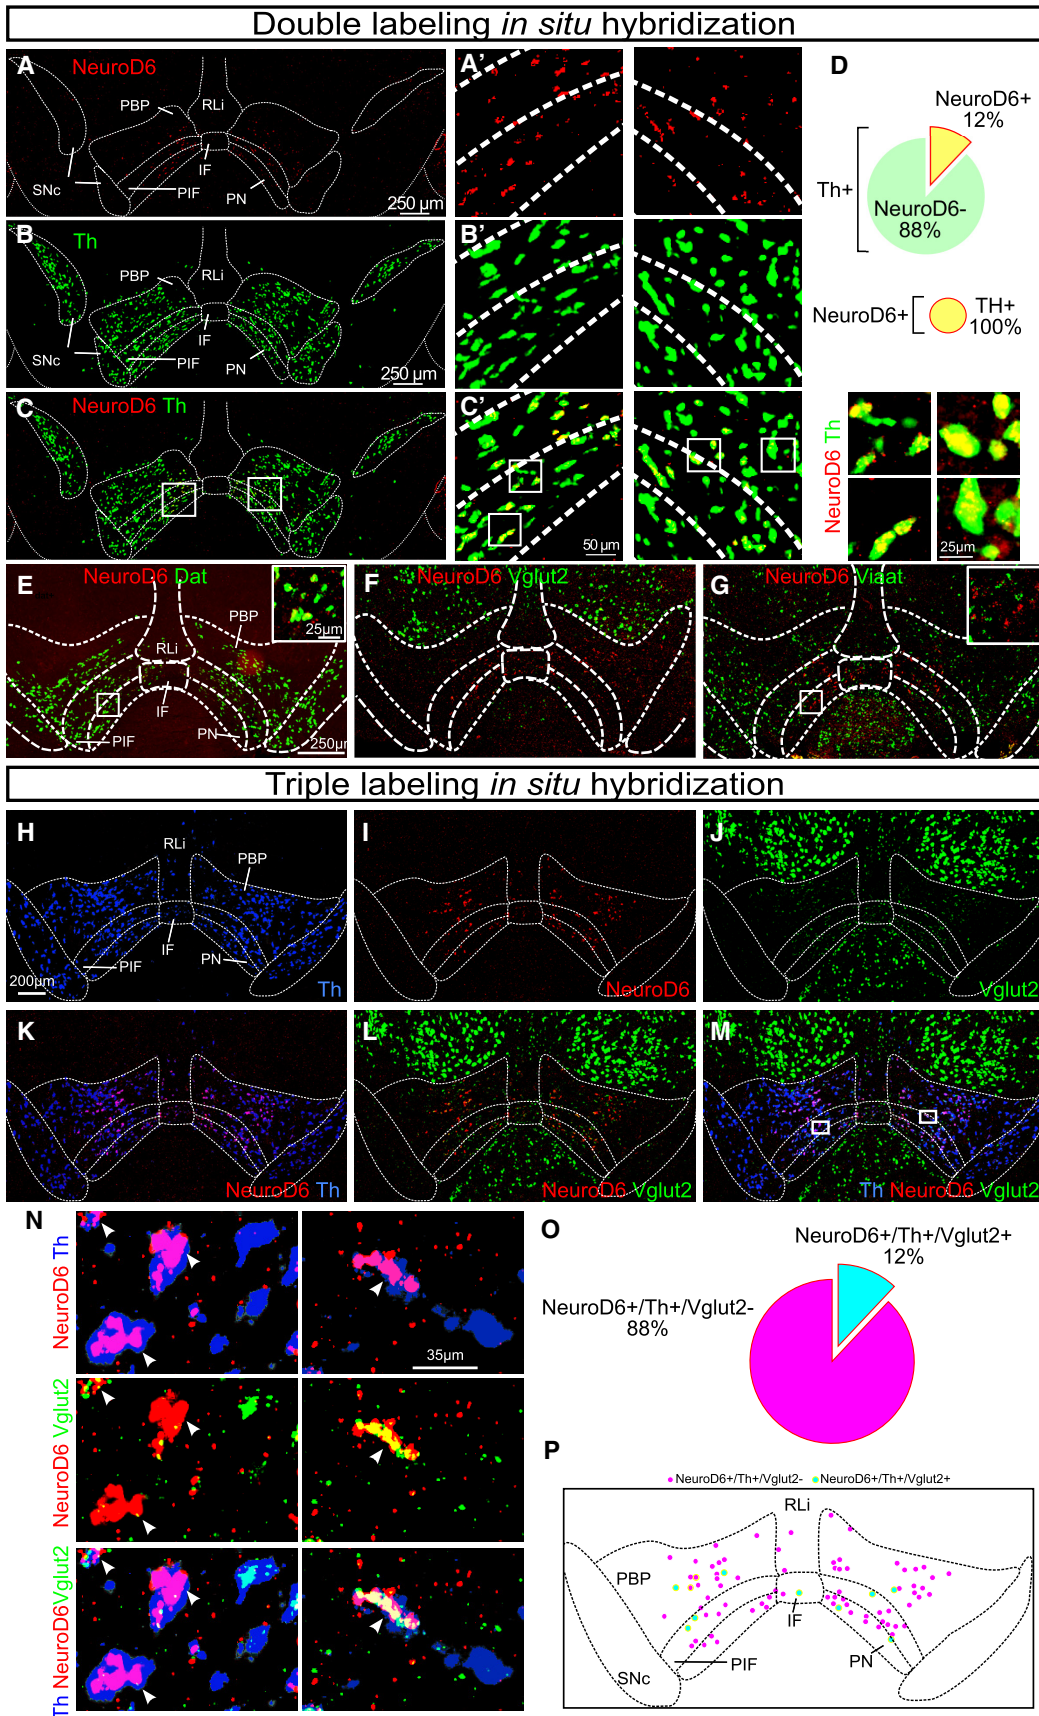 Double labeling in situ hybridization
A
NeuroD6
PBP
RLi
IF
SNc
PIF
PN
250 µm
A'
D
NeuroD6+
12%
Th+
NeuroD6-
88%
NeuroD6+
TH+
100%
B
Th
PBP
RLi
IF
SNc
PIF
PN
250 µm
B'
C
NeuroD6 Th
C'
50 µm
NeuroD6 Th
25µm
E
NeuroD6 Dat
PBP
25µm
RLi
IF
PIF
PN
250µm
F
NeuroD6 Vglut2
G
NeuroD6 Viaat
Triple labeling in situ hybridization
H
RLi
PBP
IF
PIF
PN
200µm
Th
I
NeuroD6
J
Vglut2
K
NeuroD6 Th
L
NeuroD6 Vglut2
M
Th NeuroD6 Vglut2
N
NeuroD6 Th
35µm
NeuroD6 Vglut2
Th NeuroD6Vglut2
O
NeuroD6+/Th+/Vglut2+
12%
NeuroD6+/Th+/Vglut2-
88%
P
NeuroD6+/Th+/Vglut2- NeuroD6+/Th+/Vglut2+
RLi
PBP
IF
PIF
PN
SNc